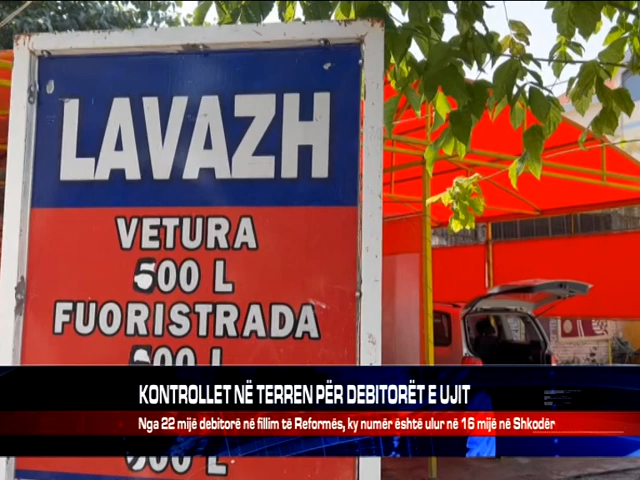 LAVAZH
VETURA
500 L
FUORISTRADA
L
KONTROLLET NË TERREN PËR DEBITORËT E UJIT
Nga 22 mijë debitorë në fillim të Reformës, ky numër është ulur në 16 mijë në Shkodër
L